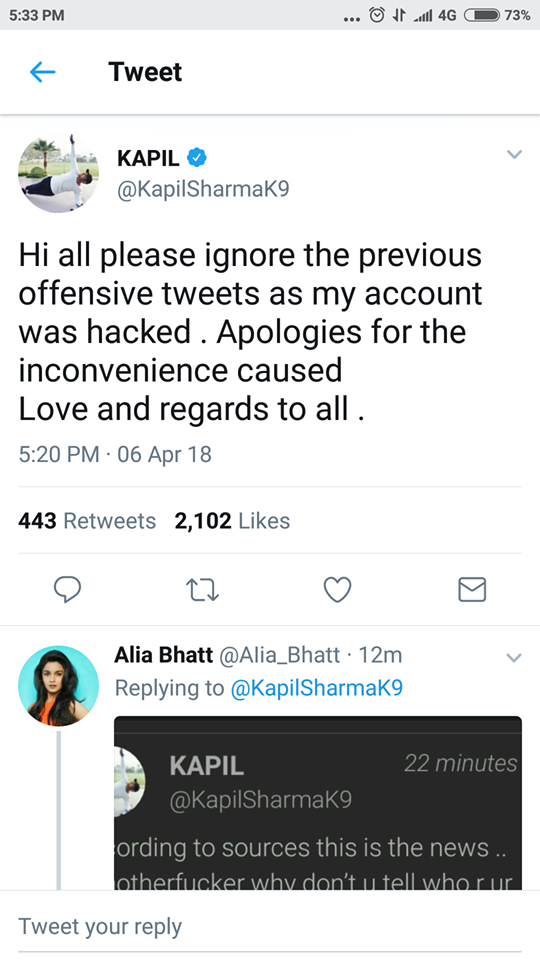 5:33 PM 4G 73%
Tweet
KAPIL
@KapilSharmaK9
Hi all please ignore the previous
offensive tweets as my account
was hacked . Apologies for the
inconvenience caused
Love and regards to all .
5:20 PM · 06 Apr 18
443 Retweets 2,102 Likes
Alia Bhatt @Alia_Bhatt · 12m
Replying to @KapilSharmaK9
KAPIL 22 minutes
@KapilSharmaK9
ording to sources this is the news ..
otherfucker why don't u tell who r ur
Tweet your reply